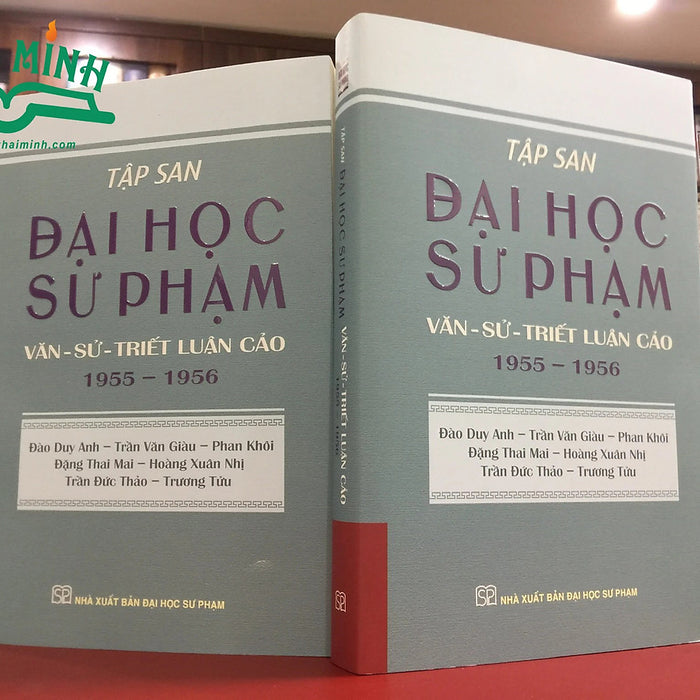 MINH
haiminh.com
TẬP SAN
ĐẠI HỌC
SƯ PHẠM
VĂN - SỬ - TRIẾT LUẬN CẢO
1955 – 1956
Đào Duy Anh – Trần Văn Giàu – Phan Khôi
Đặng Thai Mai – Hoàng Xuân Nhị
Trần Đức Thảo – Trương Tửu
NHÀ XUẤT BẢN ĐẠI HỌC SƯ PHẠM
TẬP SAN ĐẠI HỌC SƯ PHẠM VĂN - SỬ - TRIẾT LUẬN CẢO
TẬP SAN
ĐẠI HỌC
SƯ PHẠM
VĂN - SỬ - TRIẾT LUẬN CẢO
1955 – 1956
Đào Duy Anh – Trần Văn Giàu – Phan Khôi
Đặng Thai Mai – Hoàng Xuân Nhị
Trần Đức Thảo – Trương Tửu
NHÀ XUẤT BẢN ĐẠI HỌC SƯ PHẠM